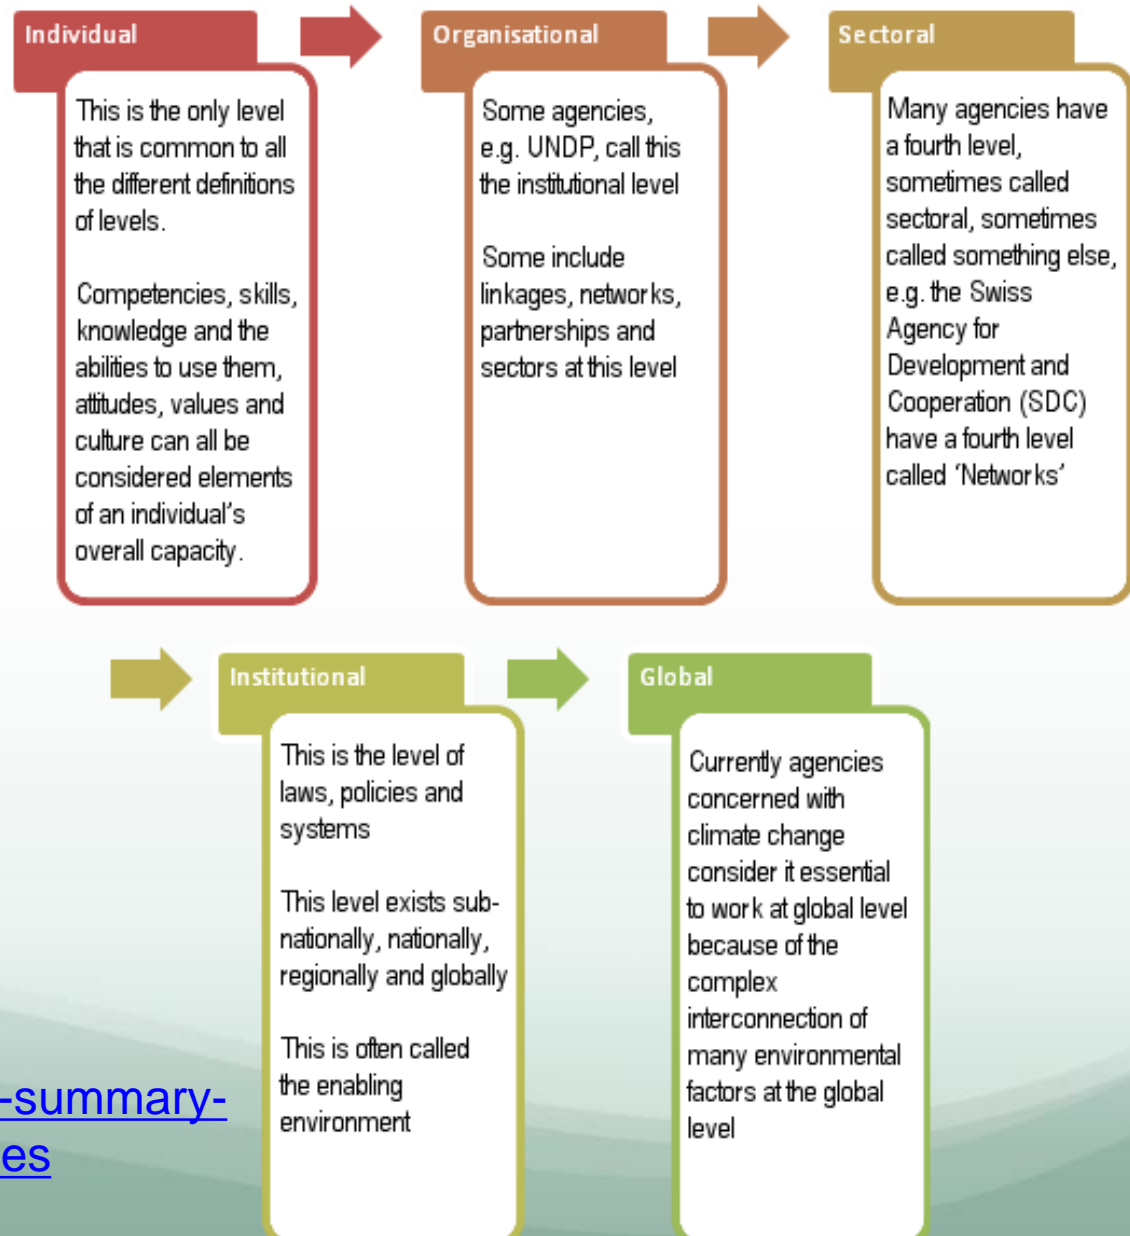 Individual
This is the only level
that is common to all
the different definitions
of levels.
Competencies, skills,
knowledge and the
abilities to use them,
attitudes, values and
culture can all be
considered elements
of an individual's
overall capacity.
Organisational
Some agencies,
e.g. UNDP, call this
the institutional level
Some include
linkages, networks,
partnerships and
sectors at this level
Sectoral
Many agencies have
a fourth level,
sometimes called
sectoral, sometimes
called something else,
e.g. the Swiss
Agency for
Development and
Cooperation (SDC)
have a fourth level
called ‘Networks’
Institutional
This is the level of
laws, policies and
systems
This level exists sub-
nationally, nationally,
regionally and globally
This is often called
the enabling
environment
Global
Currently agencies
concerned with
climate change
consider it essential
to work at global level
because of the
complex
interconnection of
many environmental
factors at the global
level
-summary-
es